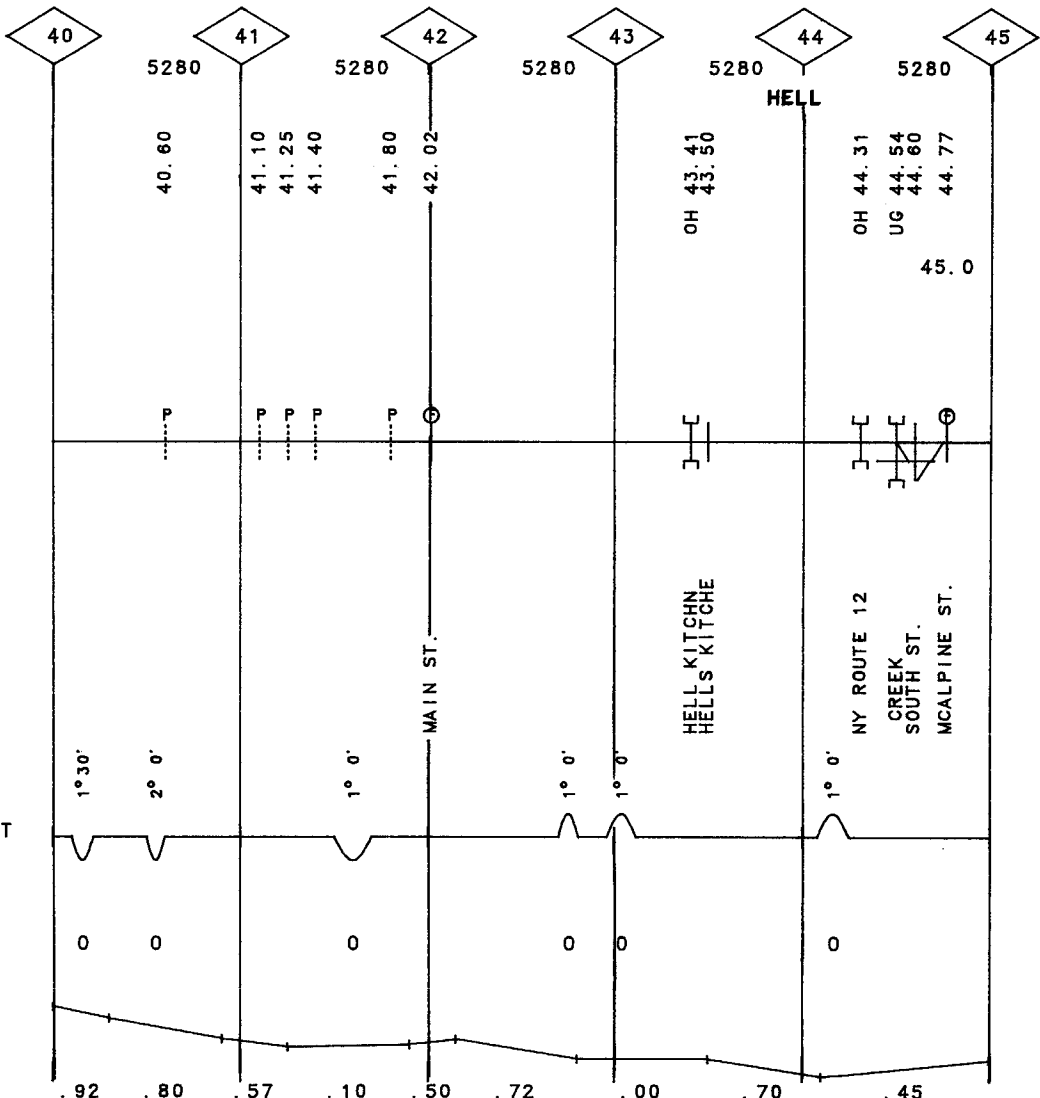 40 41 42 43 44 45
5280 5280 5280 5280 5280
HELL
40.60
41.10
41.25
41.40
41.80
42.02
OH 43.41
43.50
OH 44.31
UG 44.54
44.60
44.77
45.0
P P P P P P P
MAIN ST.
HELL KITCHN
HELLS KITCHE
NY ROUTE 12
CREEK
SOUTH ST.
MCALPINE ST.
1° 30'
2° 0'
1° 0'
1° 0'
1° 0'
1° 0'
T
0 0 0 0 0 0
.92 .80 .57 .10 .50 .72 .00 .70 .45